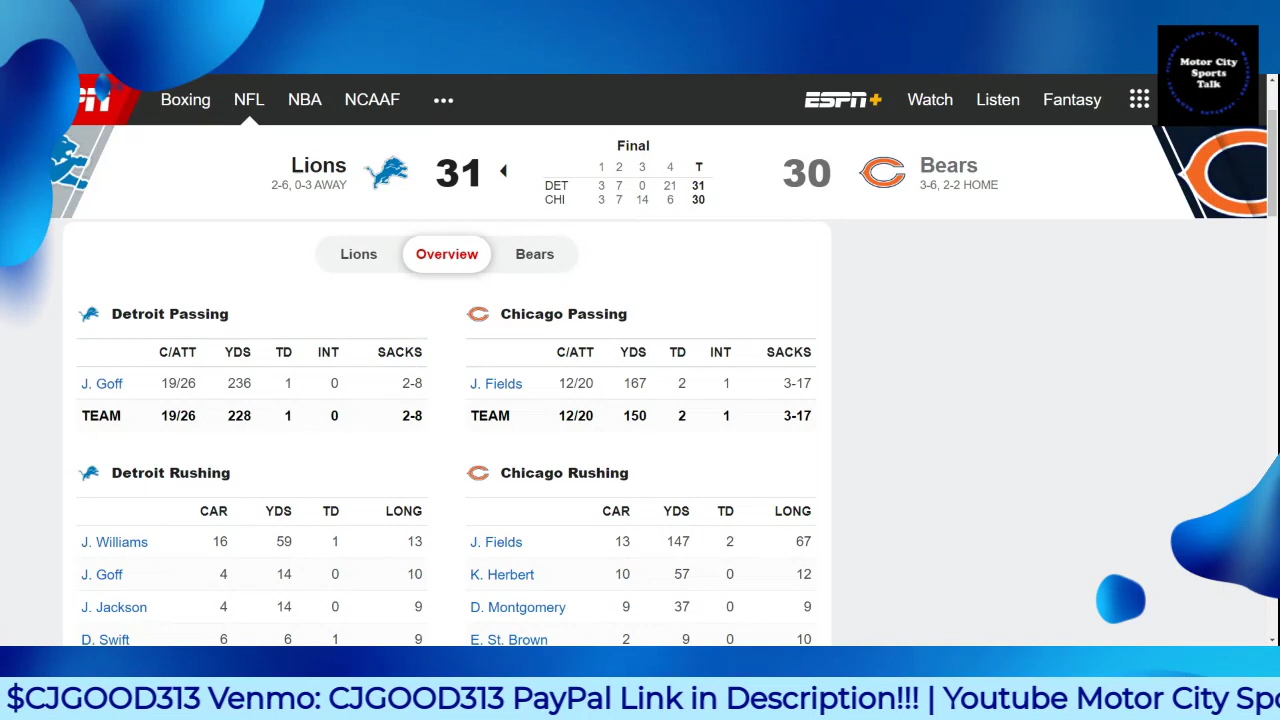 Motor City
Sports
Talk
Boxing NFL NBA NCAAF ••• ESPN+ Watch Listen Fantasy
Final
Lions 31 1 2 3 4 T 30 Bears
2-6, 0-3 AWAY DET 3 7 0 21 31 3-6, 2-2 HOME
CHI 3 7 14 6 30
Lions Overview Bears
Detroit Passing Chicago Passing
C/ATT YDS TD INT SACKS C/ATT YDS TD INT SACKS
J. Goff 19/26 236 1 0 2-8 J. Fields 12/20 167 2 1 3-17
TEAM 19/26 228 1 0 2-8 TEAM 12/20 150 2 1 3-17
Detroit Rushing Chicago Rushing
CAR YDS TD LONG CAR YDS TD LONG
J. Williams 16 59 1 13 J. Fields 13 147 2 67
J. Goff 4 14 0 10 K. Herbert 10 57 0 12
J. Jackson 4 14 0 9 D. Montgomery 9 37 0 9
D. Swift 6 6 1 9 E. St. Brown 2 9 0 10
$CJGOOD313 Venmo: CJGOOD313 PayPal Link in Description!!! | Youtube Motor City Spo